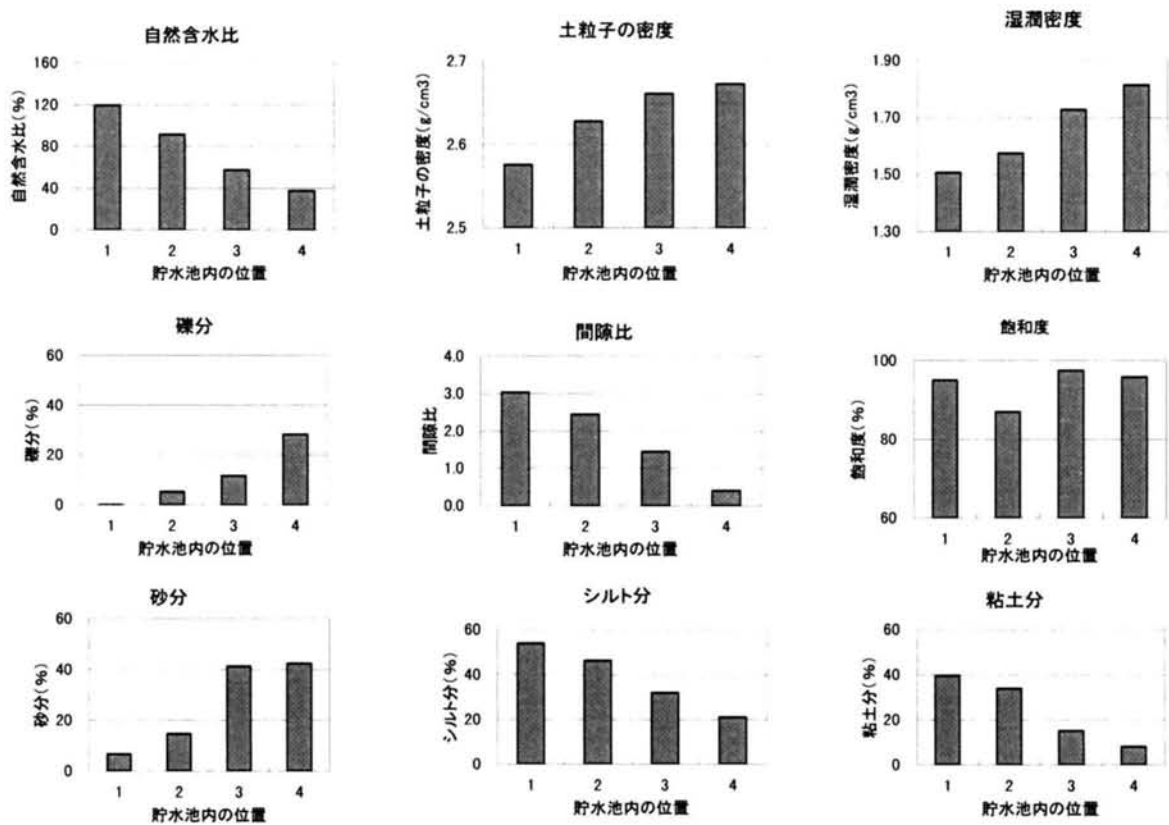 自然含水比
自然含水比(%)
160
120
80
40
0
1 2 3 4
貯水池内の位置
土粒子の密度
土粒子の密度(g/cm3)
2.7
2.6
2.5
1 2 3 4
貯水池内の位置
湿潤密度
湿潤密度(g/cm3)
1.90
1.70
1.50
1.30
1 2 3 4
貯水池内の位置
礫分
礫分(%)
60
40
20
0
1 2 3 4
貯水池内の位置
間隙比
間隙比
4.0
3.0
2.0
1.0
0.0
1 2 3 4
貯水池内の位置
飽和度
飽和度(%)
100
80
60
1 2 3 4
貯水池内の位置
砂分
砂分(%)
60
40
20
0
1 2 3 4
貯水池内の位置
シルト分
シルト分(%)
60
40
20
0
1 2 3 4
貯水池内の位置
粘土分
粘土分(%)
60
40
20
0
1 2 3 4
貯水池内の位置